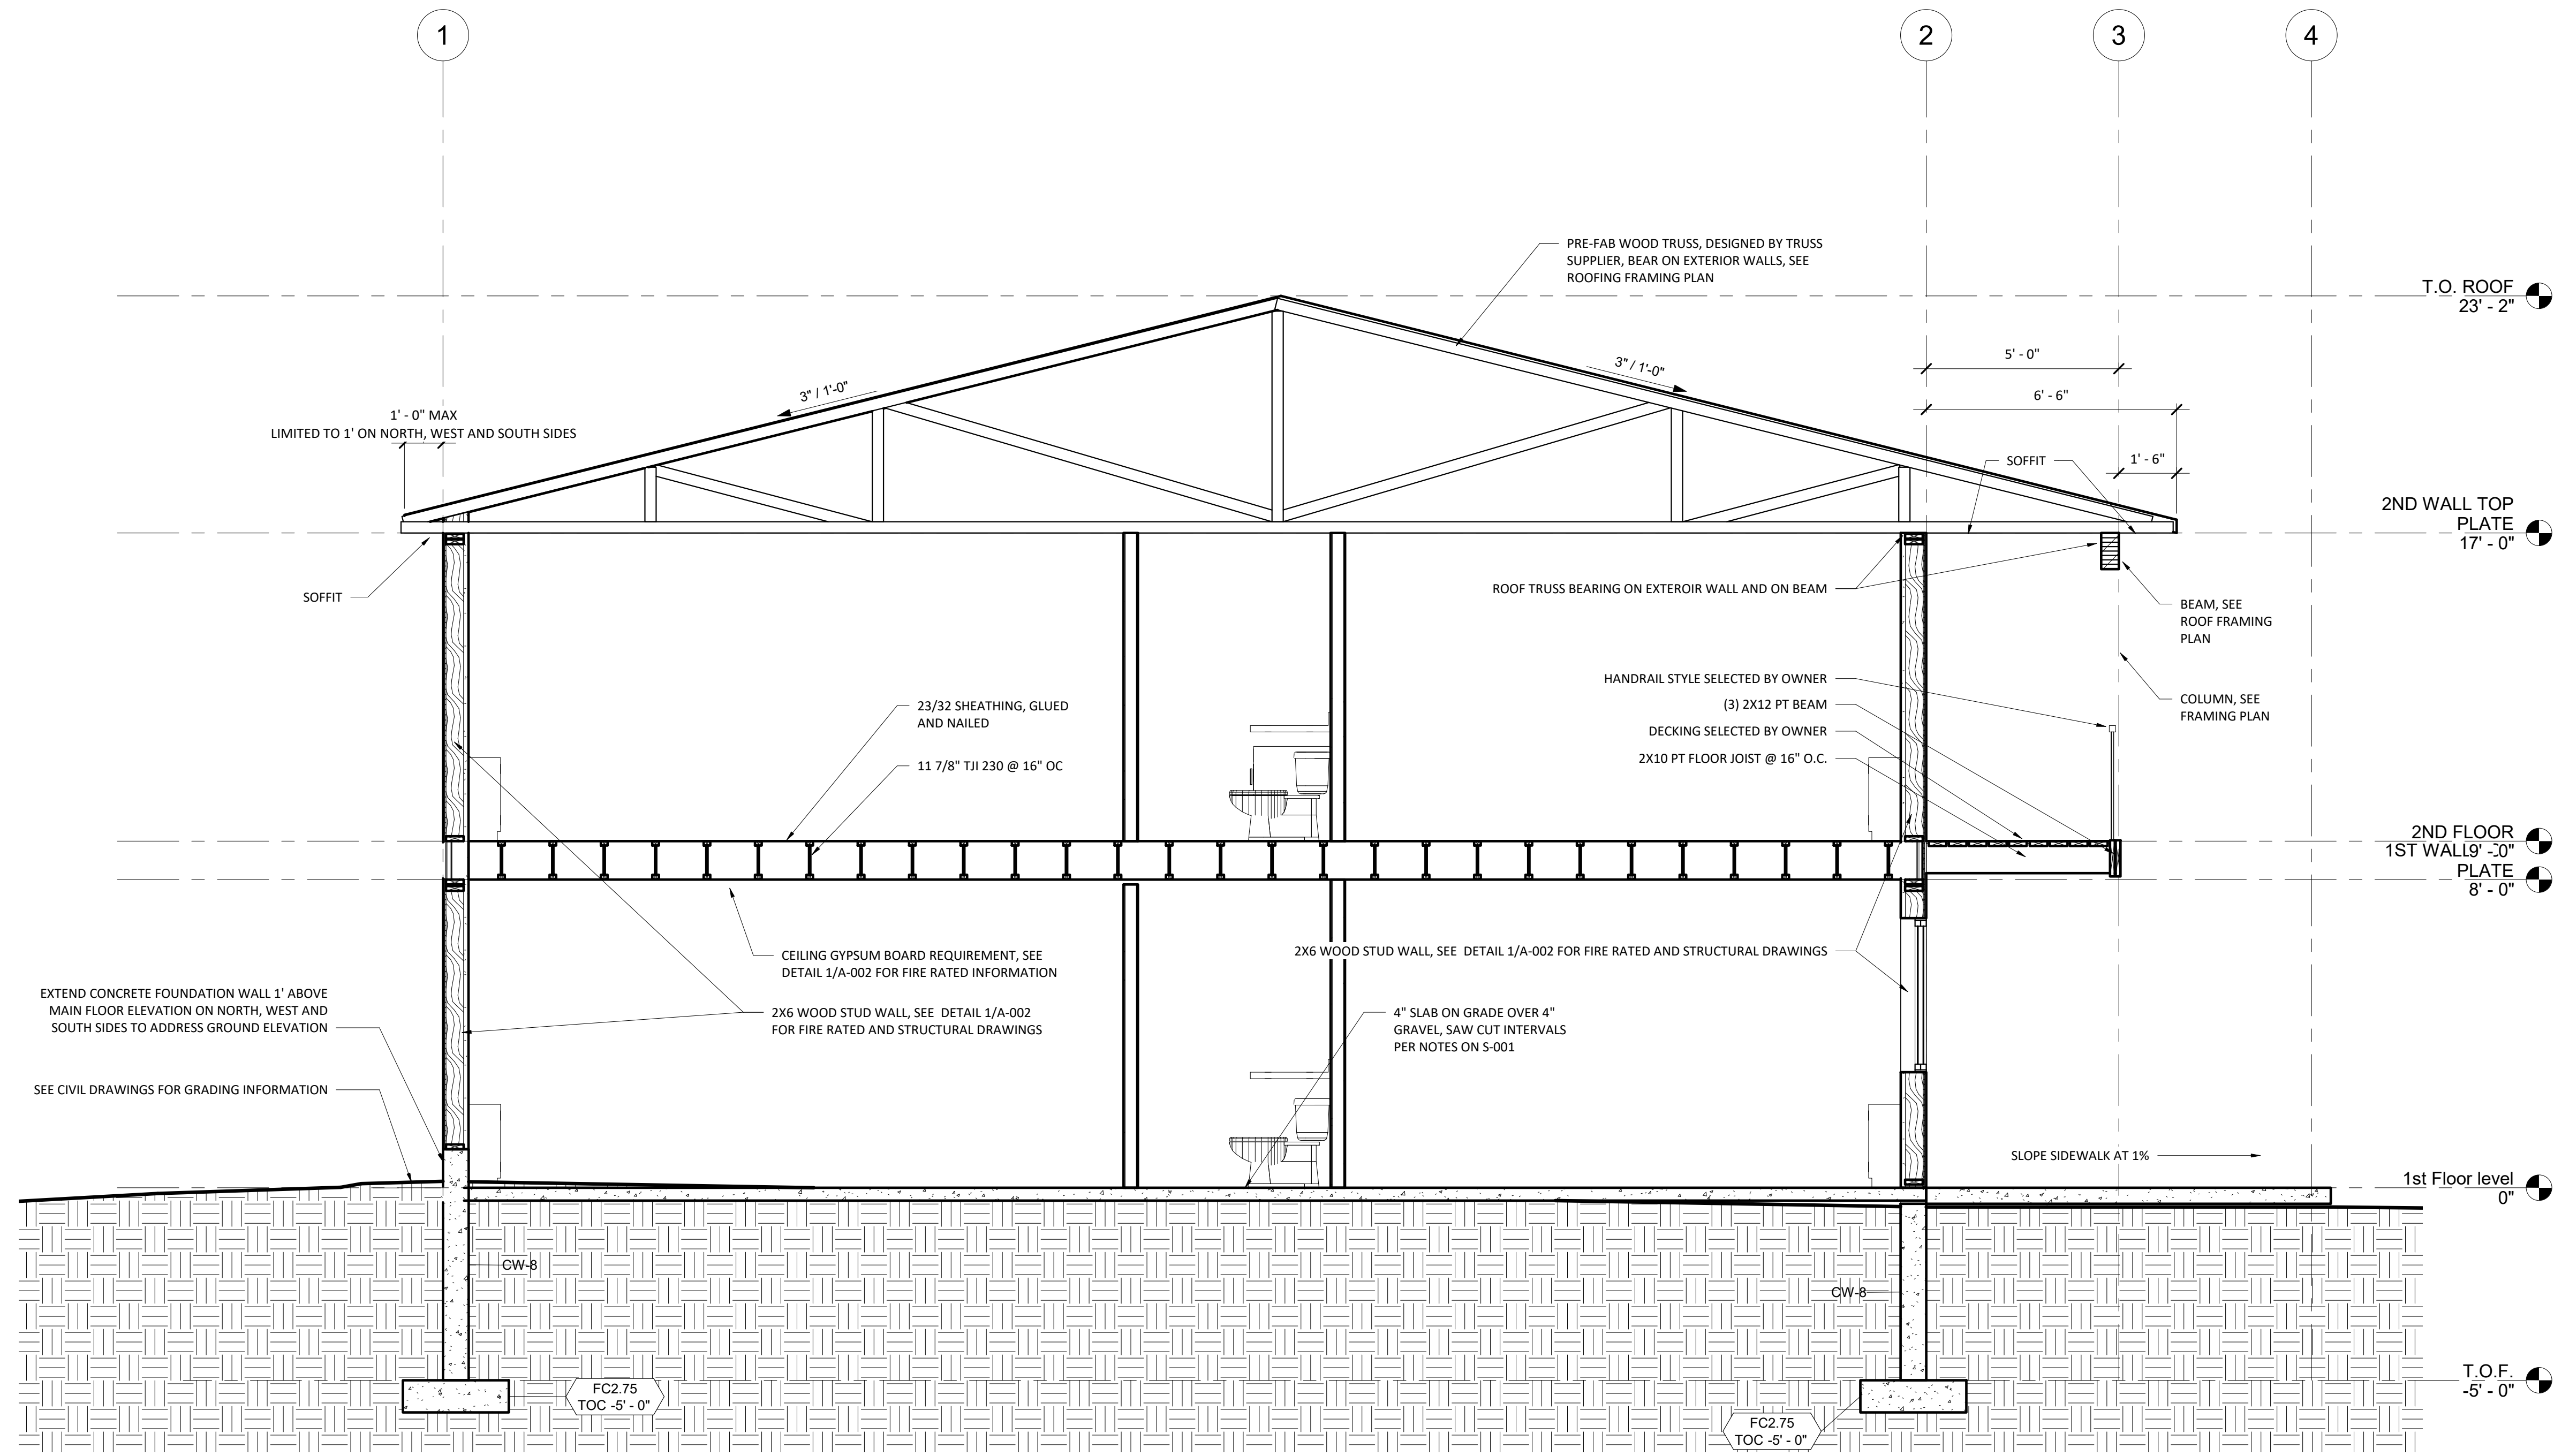 1
2
3
4
PRE-FAB WOOD TRUSS, DESIGNED BY TRUSS
SUPPLIER, BEAR ON EXTERIOR WALLS, SEE
ROOFING FRAMING PLAN
T.O. ROOF
23' - 2"
5' - 0"
3" / 1'-0"
3" / 1'-0"
6' - 6"
1' - 0" MAX
LIMITED TO 1' ON NORTH, WEST AND SOUTH SIDES
SOFFIT
1' - 6"
2ND WALL TOP
PLATE
17' - 0"
SOFFIT
ROOF TRUSS BEARING ON EXTEROIR WALL AND ON BEAM
BEAM, SEE
ROOF FRAMING
PLAN
HANDRAIL STYLE SELECTED BY OWNER
COLUMN, SEE
FRAMING PLAN
23/32 SHEATHING, GLUED
AND NAILED
(3) 2X12 PT BEAM
DECKING SELECTED BY OWNER
11 7/8" TJI 230 @ 16" OC
2X10 PT FLOOR JOIST @ 16" O.C.
2ND FLOOR
9' - 0"
1ST WALL
PLATE
8' - 0"
CEILING GYPSUM BOARD REQUIREMENT, SEE
DETAIL 1/A-002 FOR FIRE RATED INFORMATION
2X6 WOOD STUD WALL, SEE  DETAIL 1/A-002 FOR FIRE RATED AND STRUCTURAL DRAWINGS
EXTEND CONCRETE FOUNDATION WALL 1' ABOVE
MAIN FLOOR ELEVATION ON NORTH, WEST AND
SOUTH SIDES TO ADDRESS GROUND ELEVATION
2X6 WOOD STUD WALL, SEE  DETAIL 1/A-002
FOR FIRE RATED AND STRUCTURAL DRAWINGS
4" SLAB ON GRADE OVER 4"
GRAVEL, SAW CUT INTERVALS
PER NOTES ON S-001
SEE CIVIL DRAWINGS FOR GRADING INFORMATION
SLOPE SIDEWALK AT 1%
1st Floor level
0"
CW-8
CW-8
T.O.F.
-5' - 0"
FC2.75
TOC -5' - 0"
FC2.75
TOC -5' - 0"